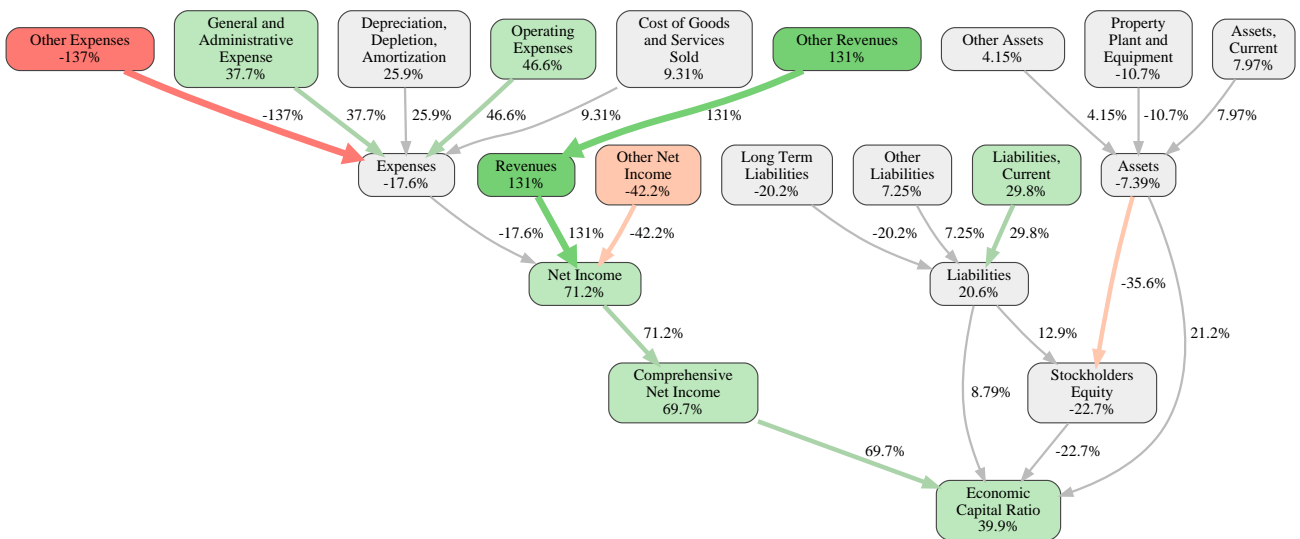 Other Expenses
-137%
General and
Administrative
Expense
37.7%
Depreciation,
Depletion,
Amortization
25.9%
Operating
Expenses
46.6%
Cost of Goods
and Services
Sold
9.31%
Other Revenues
131%
Other Assets
4.15%
Property
Plant and
Equipment
-10.7%
Assets,
Current
7.97%
-137%
37.7%
25.9%
46.6%
9.31%
131%
4.15%
-10.7%
7.97%
Expenses
-17.6%
Revenues
131%
Other Net
Income
-42.2%
Long Term
Liabilities
-20.2%
Other
Liabilities
7.25%
Liabilities,
Current
29.8%
Assets
-7.39%
-17.6%
131%
-42.2%
-20.2%
7.25%
29.8%
Net Income
71.2%
Liabilities
20.6%
-35.6%
71.2%
12.9%
21.2%
Comprehensive
Net Income
69.7%
8.79%
Stockholders
Equity
-22.7%
69.7%
-22.7%
Economic
Capital Ratio
39.9%